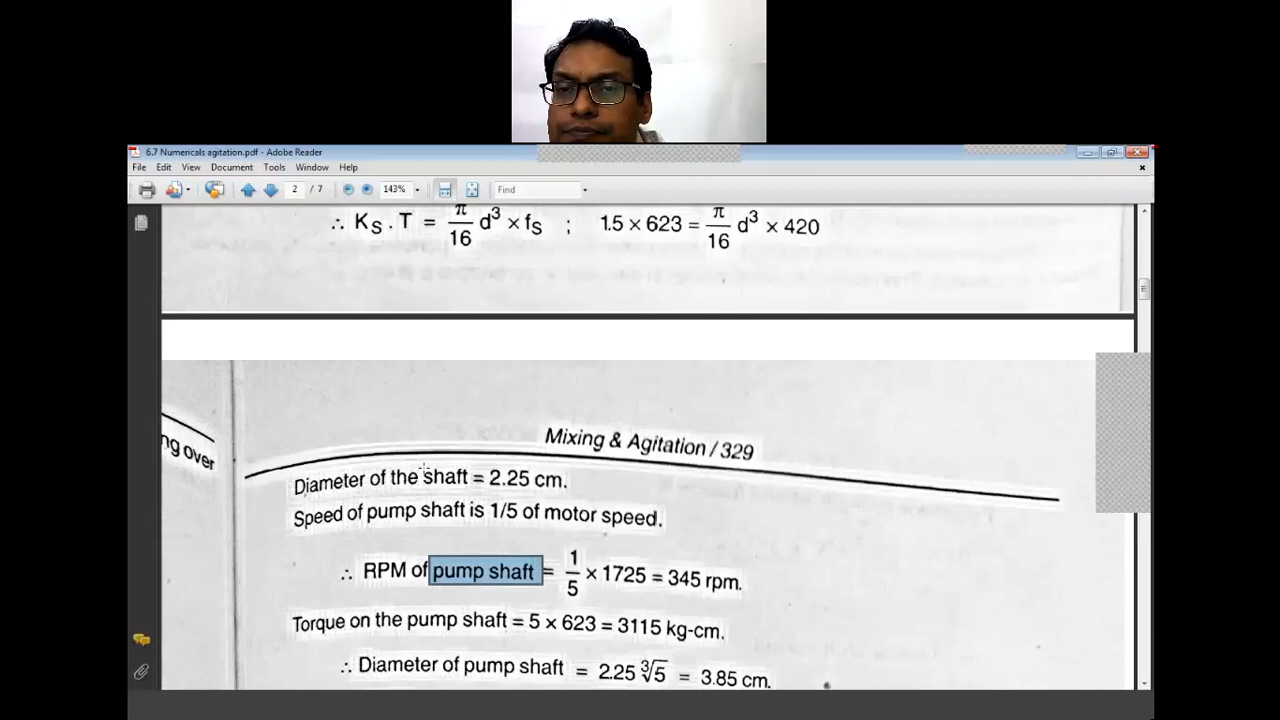 6.7 Numericals agitation.pdf - Adobe Reader
File Edit View Document Tools Window Help
2 / 7 143% Find
∴ K_S . T = π/16 d³ × f_S ; 1.5 × 623 = π/16 d³ × 420
ng over
Mixing & Agitation / 329
Diameter of the shaft = 2.25 cm.
Speed of pump shaft is 1/5 of motor speed.
∴ RPM of pump shaft = 1/5 × 1725 = 345 rpm.
Torque on the pump shaft = 5 × 623 = 3115 kg-cm.
∴ Diameter of pump shaft = 2.25 ∛5 = 3.85 cm.